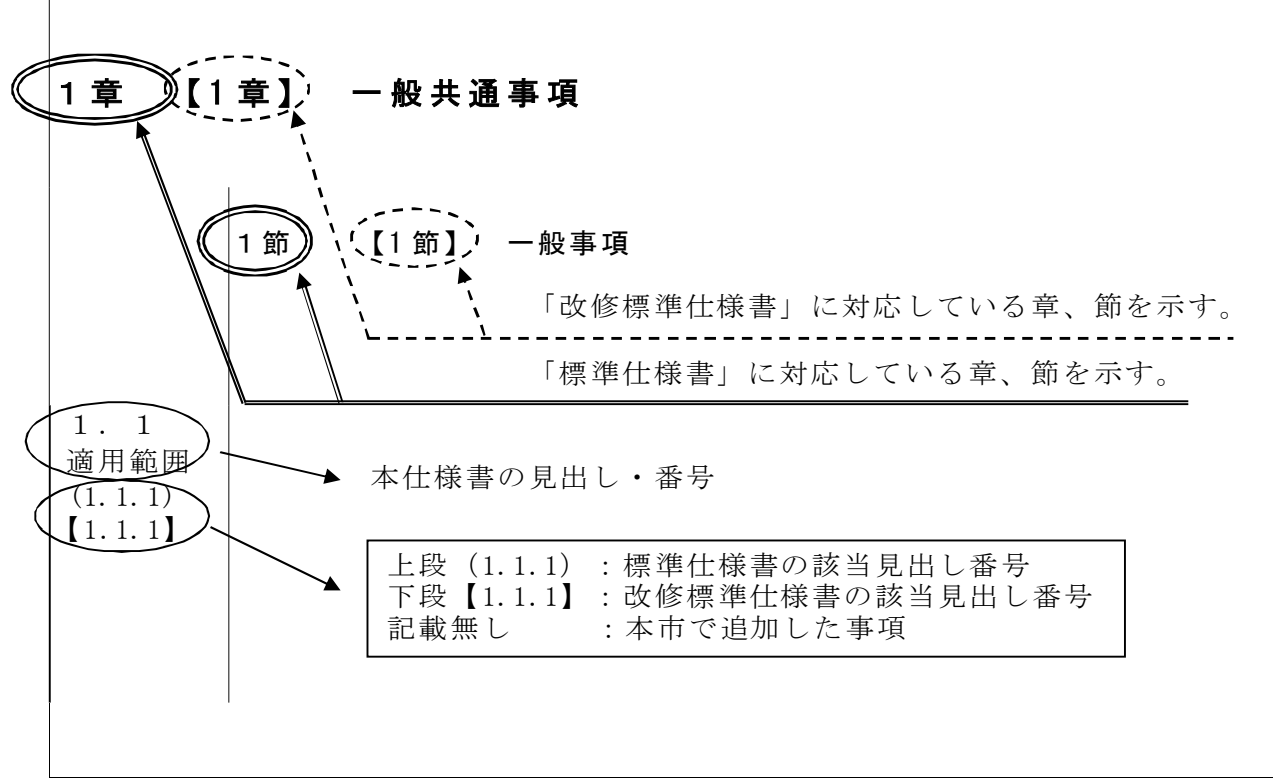 1章 【1章】 一般共通事項
1節 【1節】 一般事項
「改修標準仕様書」に対応している章、節を示す。
「標準仕様書」に対応している章、節を示す。
1．1
適用範囲
本仕様書の見出し・番号
(1.1.1)
【1.1.1】
上段（1.1.1）：標準仕様書の該当見出し番号
下段【1.1.1】：改修標準仕様書の該当見出し番号
記載無し　　：本市で追加した事項